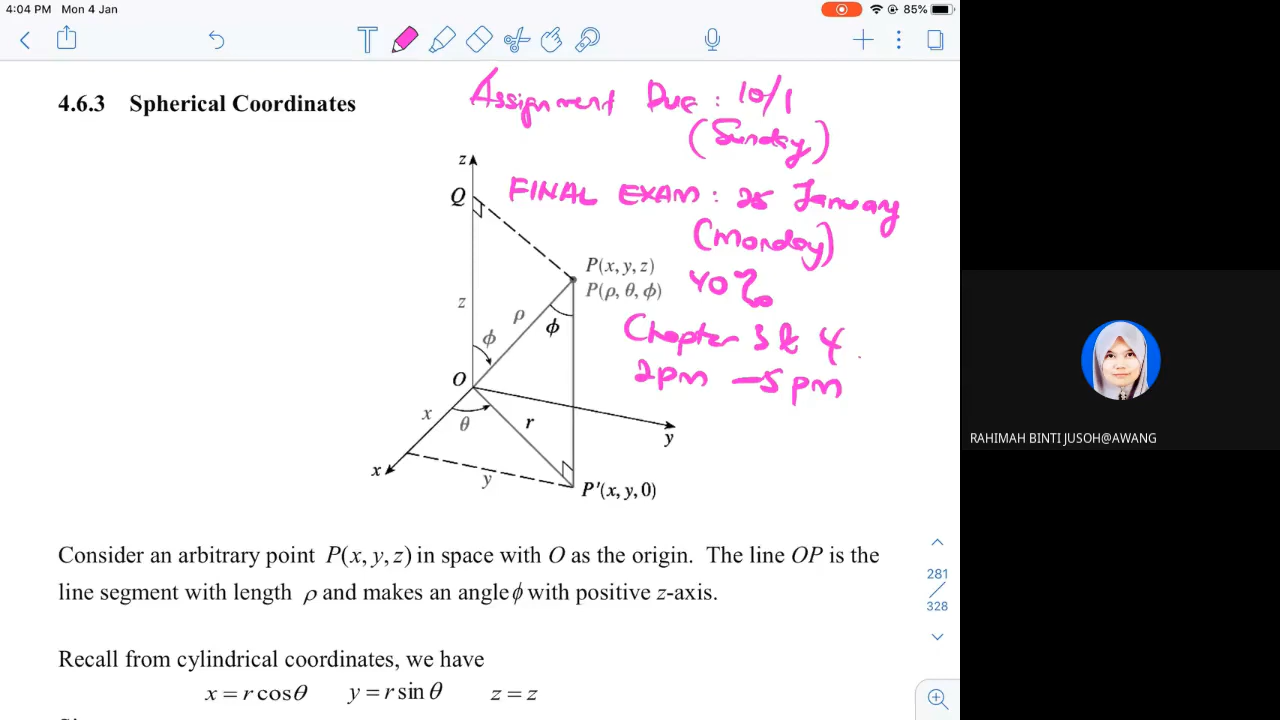 4:04 PM Mon 4 Jan
85%
4.6.3 Spherical Coordinates
Assignment Due : 10/1
(Sunday)
z
Q
FINAL EXAM : 25 January
(Monday)
P(x, y, z)
40%
P(ρ, θ, ϕ)
z
ρ
ϕ
Chapter 3 & 4
ϕ
2pm – 5pm
O
x
θ
r
y
x
y
P'(x, y, 0)
Consider an arbitrary point P(x, y, z) in space with O as the origin. The line OP is the
line segment with length ρ and makes an angle ϕ with positive z-axis.
Recall from cylindrical coordinates, we have
x = r cosθ y = r sin θ z = z
281
328
RAHIMAH BINTI JUSOH@AWANG